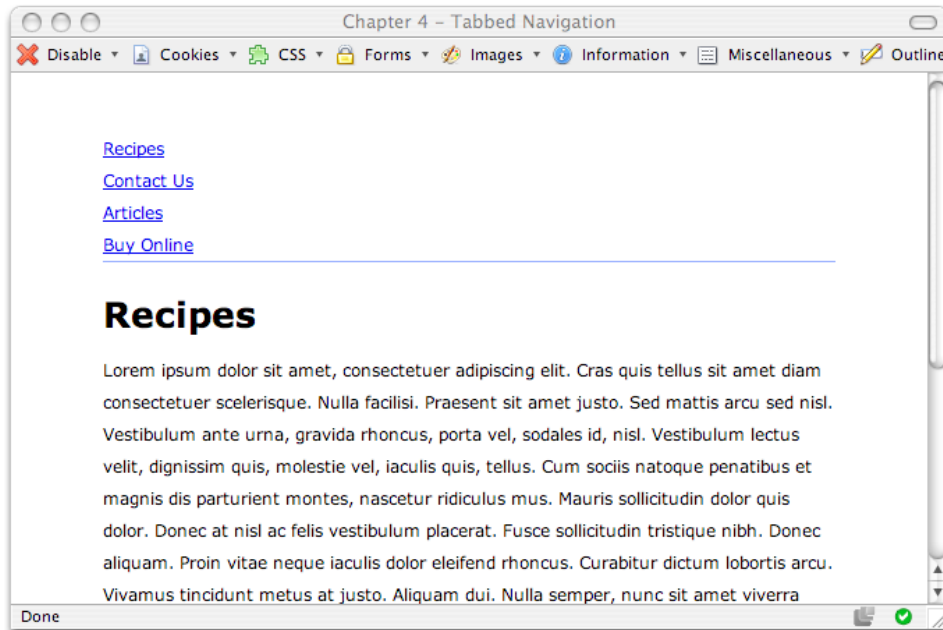 Chapter 4 – Tabbed Navigation
Disable Cookies CSS Forms Images Information Miscellaneous Outline
Recipes
Contact Us
Articles
Buy Online
Recipes
Lorem ipsum dolor sit amet, consectetuer adipiscing elit. Cras quis tellus sit amet diam
consectetuer scelerisque. Nulla facilisi. Praesent sit amet justo. Sed mattis arcu sed nisl.
Vestibulum ante urna, gravida rhoncus, porta vel, sodales id, nisl. Vestibulum lectus
velit, dignissim quis, molestie vel, iaculis quis, tellus. Cum sociis natoque penatibus et
magnis dis parturient montes, nascetur ridiculus mus. Mauris sollicitudin dolor quis
dolor. Donec at nisl ac felis vestibulum placerat. Fusce sollicitudin tristique nibh. Donec
aliquam. Proin vitae neque iaculis dolor eleifend rhoncus. Curabitur dictum lobortis arcu.
Vivamus tincidunt metus at justo. Aliquam dui. Nulla semper, nunc sit amet viverra
Done